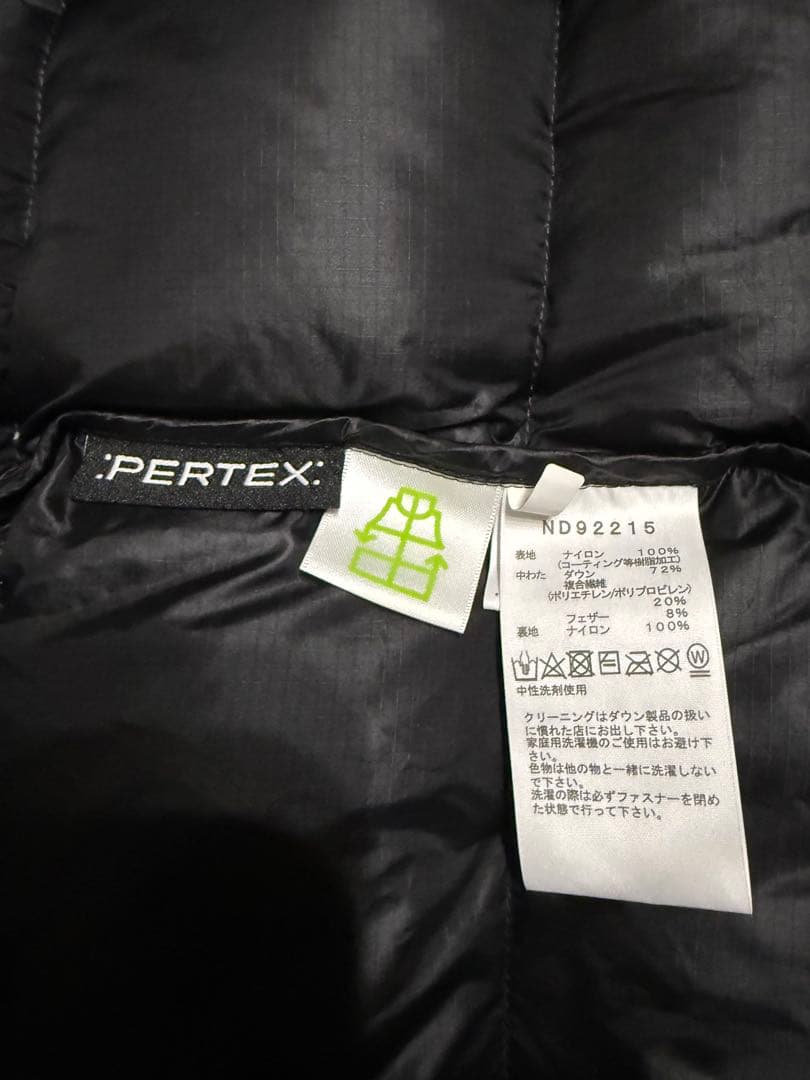 :PERTEX:
ND92215
表地 ナイロン 100%
(コーティング等樹脂加工)
中わた ダウン 72%
複合繊維
(ポリエチレン/ポリプロピレン)
20%
フェザー 8%
裏地 ナイロン 100%
W
中性洗剤使用
クリーニングはダウン製品の扱い
に慣れた店にお出し下さい。
家庭用洗濯機のご使用はお避け下
さい。
色物は他の物と一緒に洗濯しない
で下さい。
洗濯の際は必ずファスナーを閉め
た状態で行って下さい。